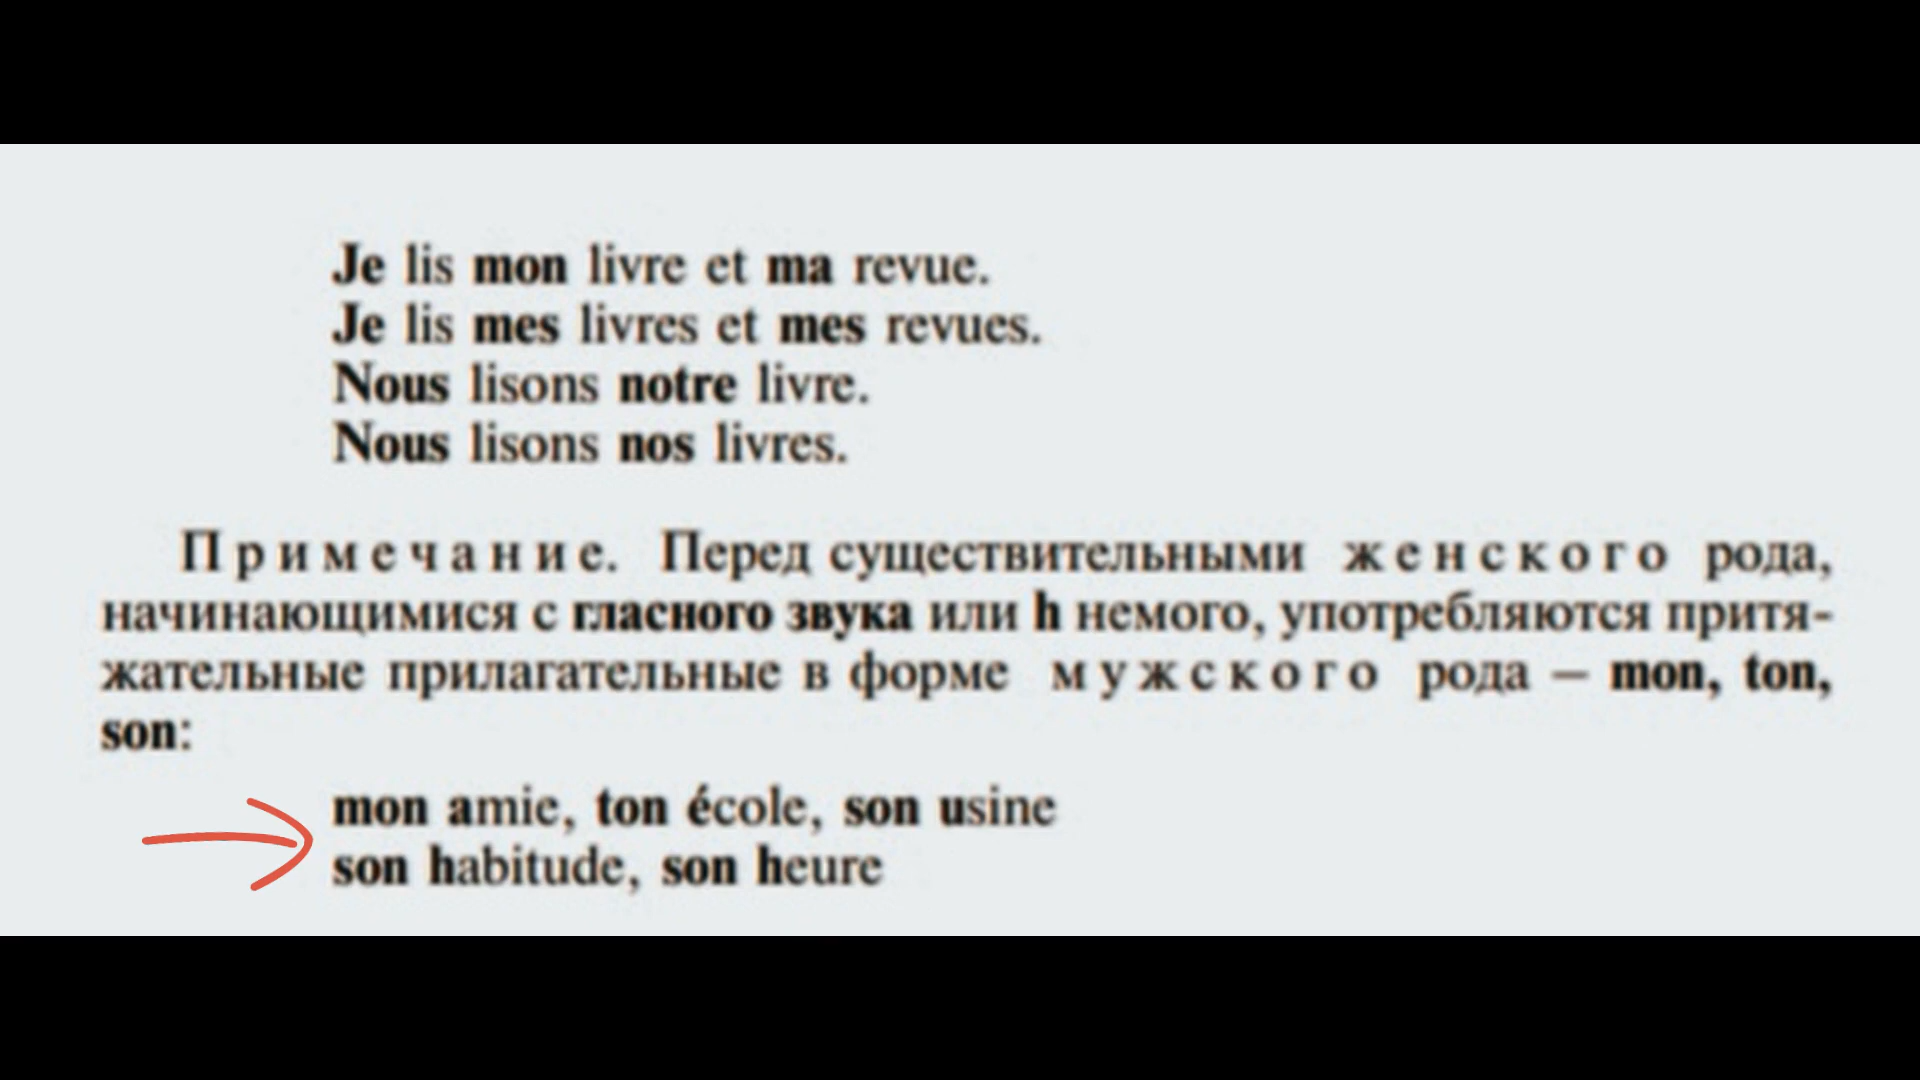 Je lis mon livre et ma revue.
Je lis mes livres et mes revues.
Nous lisons notre livre.
Nous lisons nos livres.
Примечание. Перед существительными женского рода,
начинающимися с гласного звука или h немого, употребляются притя-
жательные прилагательные в форме мужского рода — mon, ton,
son:
mon amie, ton école, son usine
son habitude, son heure